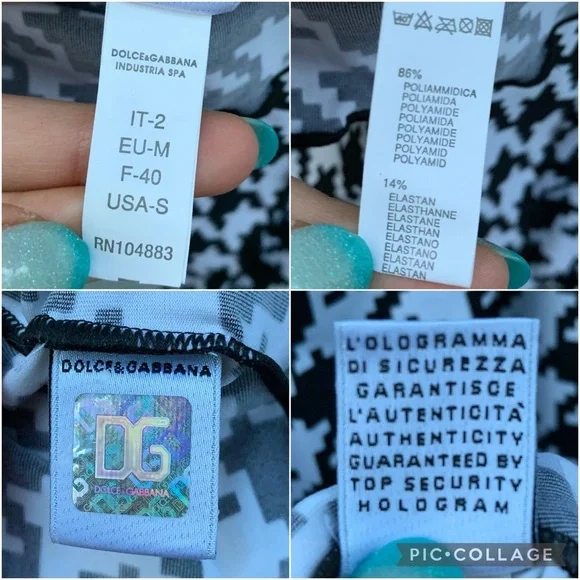 DOLCE&GABBANA
INDUSTRIA SPA
IT-2
EU-M
F-40
USA-S
RN104883
86%
POLIAMMIDICA
POLIAMIDA
POLYAMIDE
POLYAMIDE
POLYAMIDE
POLYAMID
POLYAMID
14%
ELASTAN
ELASTHANNE
ELASTANE
ELASTHAN
ELASTANO
ELASTANO
ELASTAAN
ELASTAN
DOLCE&GABBANA
DG
DOLCE&GABBANA
L'OLOGRAMMA
DI SICUREZZA
GARANTISCE
L'AUTENTICITÀ
AUTHENTICITY
GUARANTEED BY
TOP SECURITY
HOLOGRAM
PIC•COLLAGE